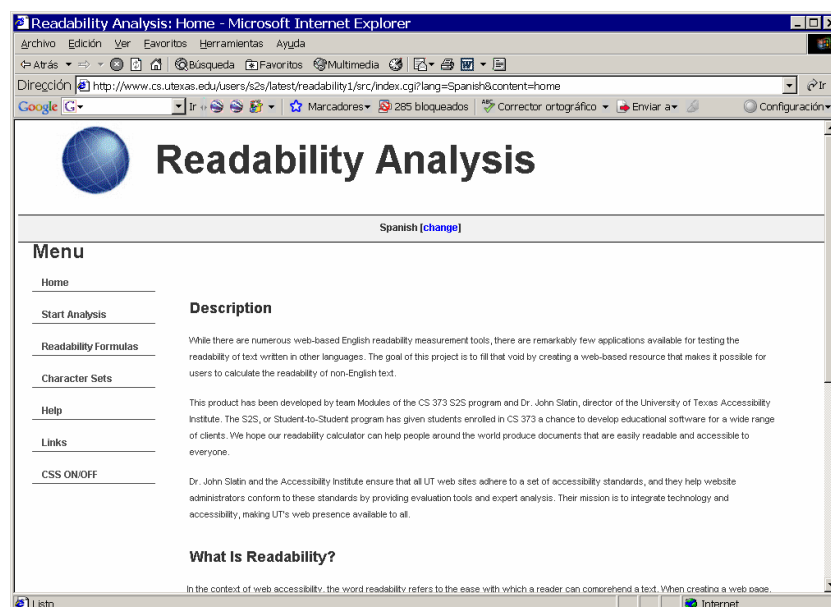 Readability Analysis: Home - Microsoft Internet Explorer
Archivo Edición Ver Favoritos Herramientas Ayuda
Atrás Búsqueda Favoritos Multimedia
Dirección http://www.cs.utexas.edu/users/s2s/latest/readability1/src/index.cgi?lang=Spanish&content=home Ir
Google G Ir Marcadores 285 bloqueados ABC Corrector ortográfico Enviar a Configuración
Readability Analysis
Spanish [change]
Menu
Home
Start Analysis
Readability Formulas
Character Sets
Help
Links
CSS ON/OFF
Description
While there are numerous web-based English readability measurement tools, there are remarkably few applications available for testing the
readability of text written in other languages. The goal of this project is to fill that void by creating a web-based resource that makes it possible for
users to calculate the readability of non-English text.
This product has been developed by team Modules of the CS 373 S2S program and Dr. John Slatin, director of the University of Texas Accessibility
Institute. The S2S, or Student-to-Student program has given students enrolled in CS 373 a chance to develop educational software for a wide range
of clients. We hope our readability calculator can help people around the world produce documents that are easily readable and accessible to
everyone.
Dr. John Slatin and the Accessibility Institute ensure that all UT web sites adhere to a set of accessibility standards, and they help website
administrators conform to these standards by providing evaluation tools and expert analysis. Their mission is to integrate technology and
accessibility, making UT's web presence available to all.
What Is Readability?
In the context of web accessibility, the word readability refers to the ease with which a reader can comprehend a text. When creating a web page,
Listo Internet